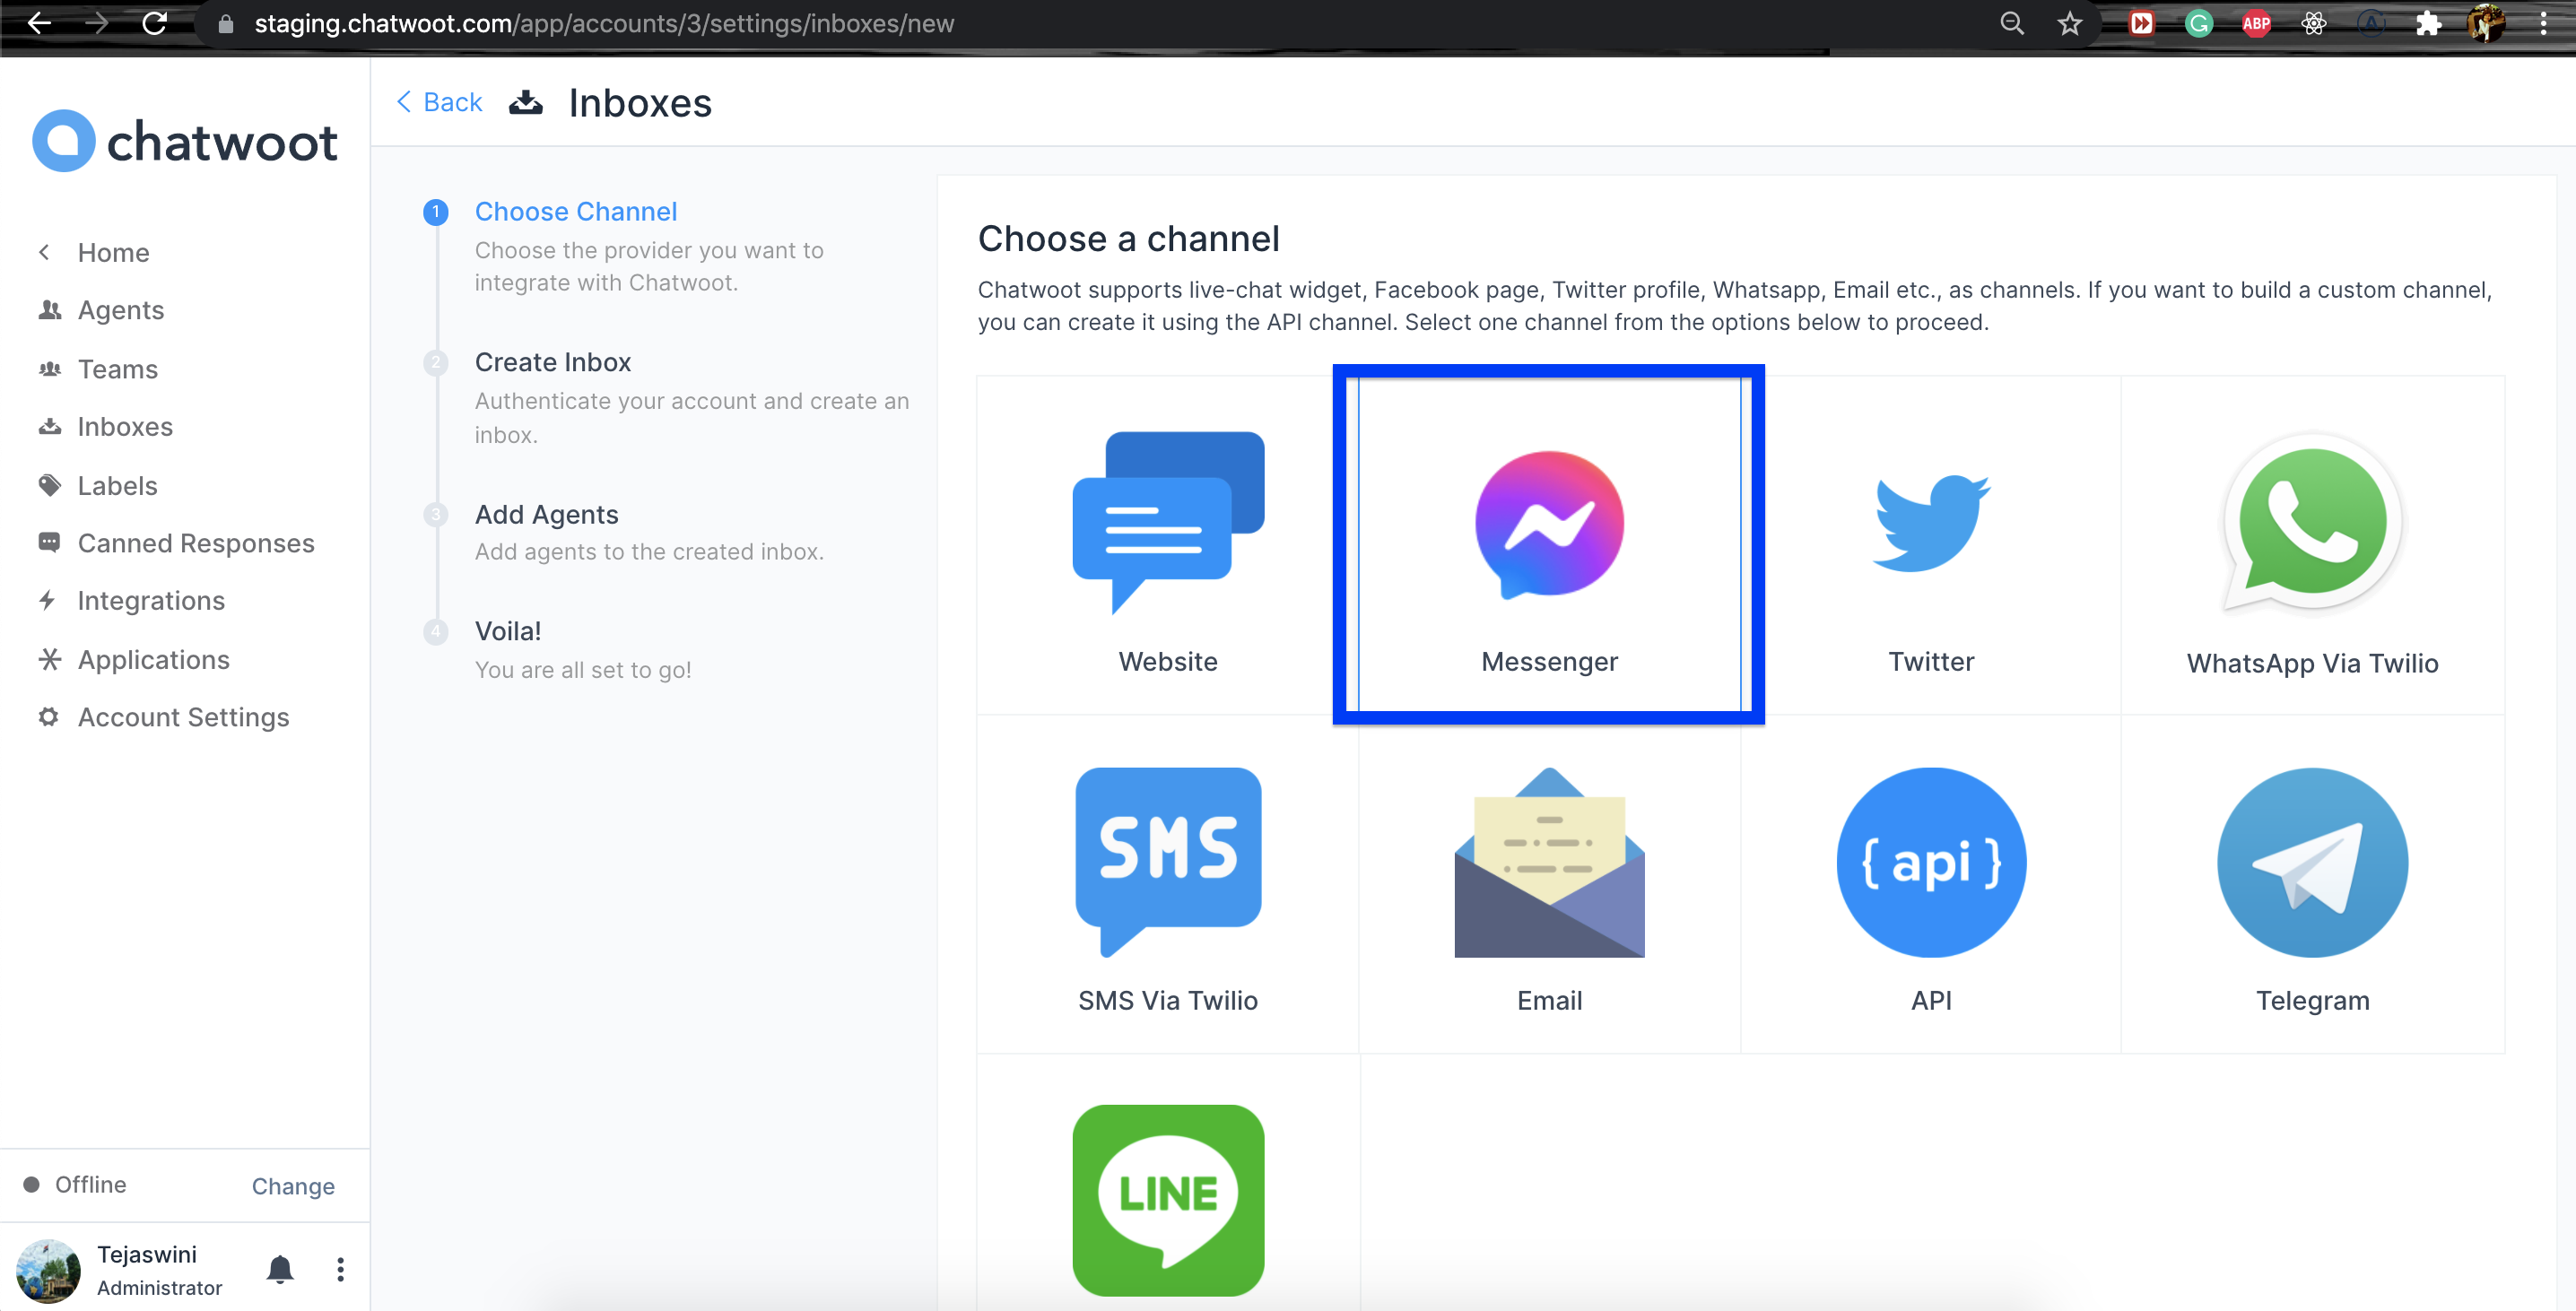 staging.chatwoot.com/app/accounts/3/settings/inboxes/new
ABP
chatwoot
Home
Agents
Teams
Inboxes
Labels
Canned Responses
Integrations
Applications
Account Settings
Offline
Change
Tejaswini
Administrator
Back
Inboxes
1
Choose Channel
Choose the provider you want to
integrate with Chatwoot.
2
Create Inbox
Authenticate your account and create an
inbox.
3
Add Agents
Add agents to the created inbox.
4
Voila!
You are all set to go!
Choose a channel
Chatwoot supports live-chat widget, Facebook page, Twitter profile, Whatsapp, Email etc., as channels. If you want to build a custom channel,
you can create it using the API channel. Select one channel from the options below to proceed.
Website
Messenger
Twitter
WhatsApp Via Twilio
SMS
{ api }
SMS Via Twilio
Email
API
Telegram
LINE